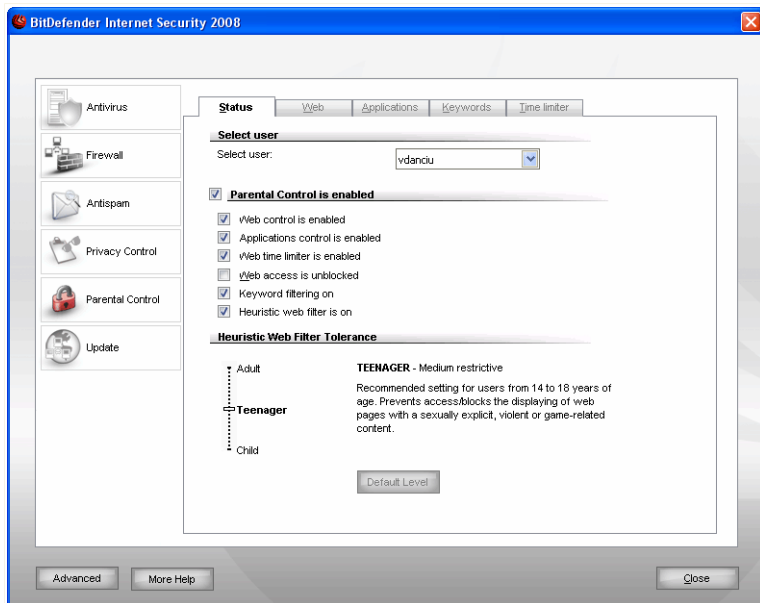 BitDefender Internet Security 2008
Antivirus
Firewall
Antispam
Privacy Control
Parental Control
Update
Status Web Applications Keywords Time limiter
Select user
Select user: vdanciu
Parental Control is enabled
Web control is enabled
Applications control is enabled
Web time limiter is enabled
Web access is unblocked
Keyword filtering on
Heuristic web filter is on
Heuristic Web Filter Tolerance
Adult
Teenager
Child
TEENAGER - Medium restrictive
Recommended setting for users from 14 to 18 years of
age. Prevents access/blocks the displaying of web
pages with a sexually explicit, violent or game-related
content.
Default Level
Advanced More Help Close